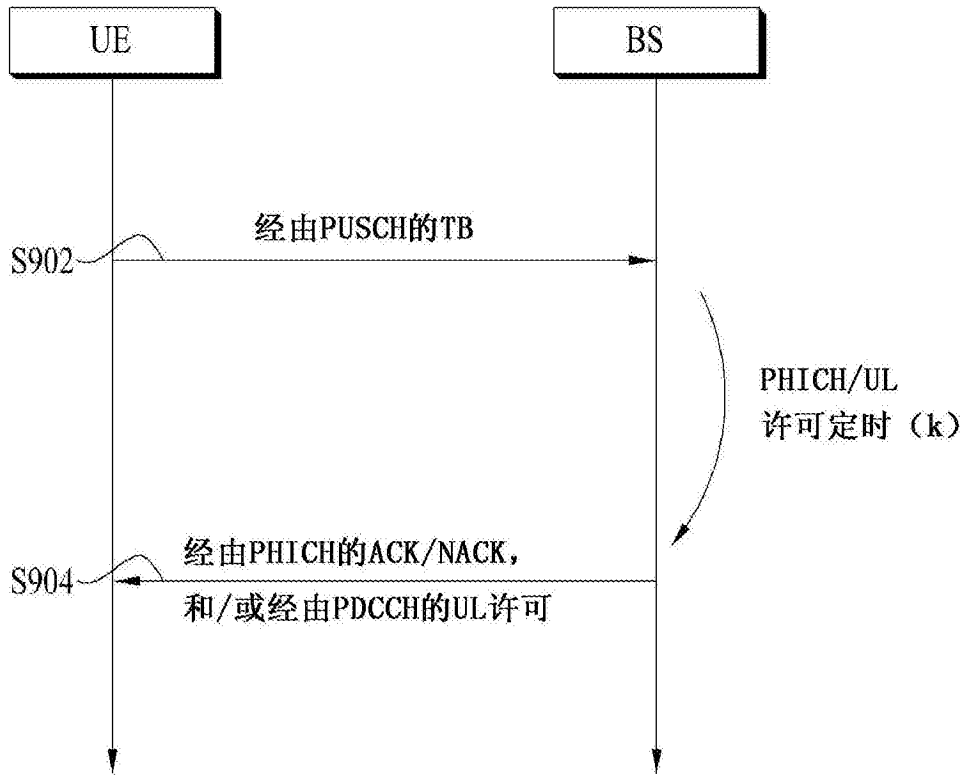 UE
BS
经由PUSCH的TB
S902
PHICH/UL
许可定时（k）
经由PHICH的ACK/NACK，
S904
和/或经由PDCCH的UL许可